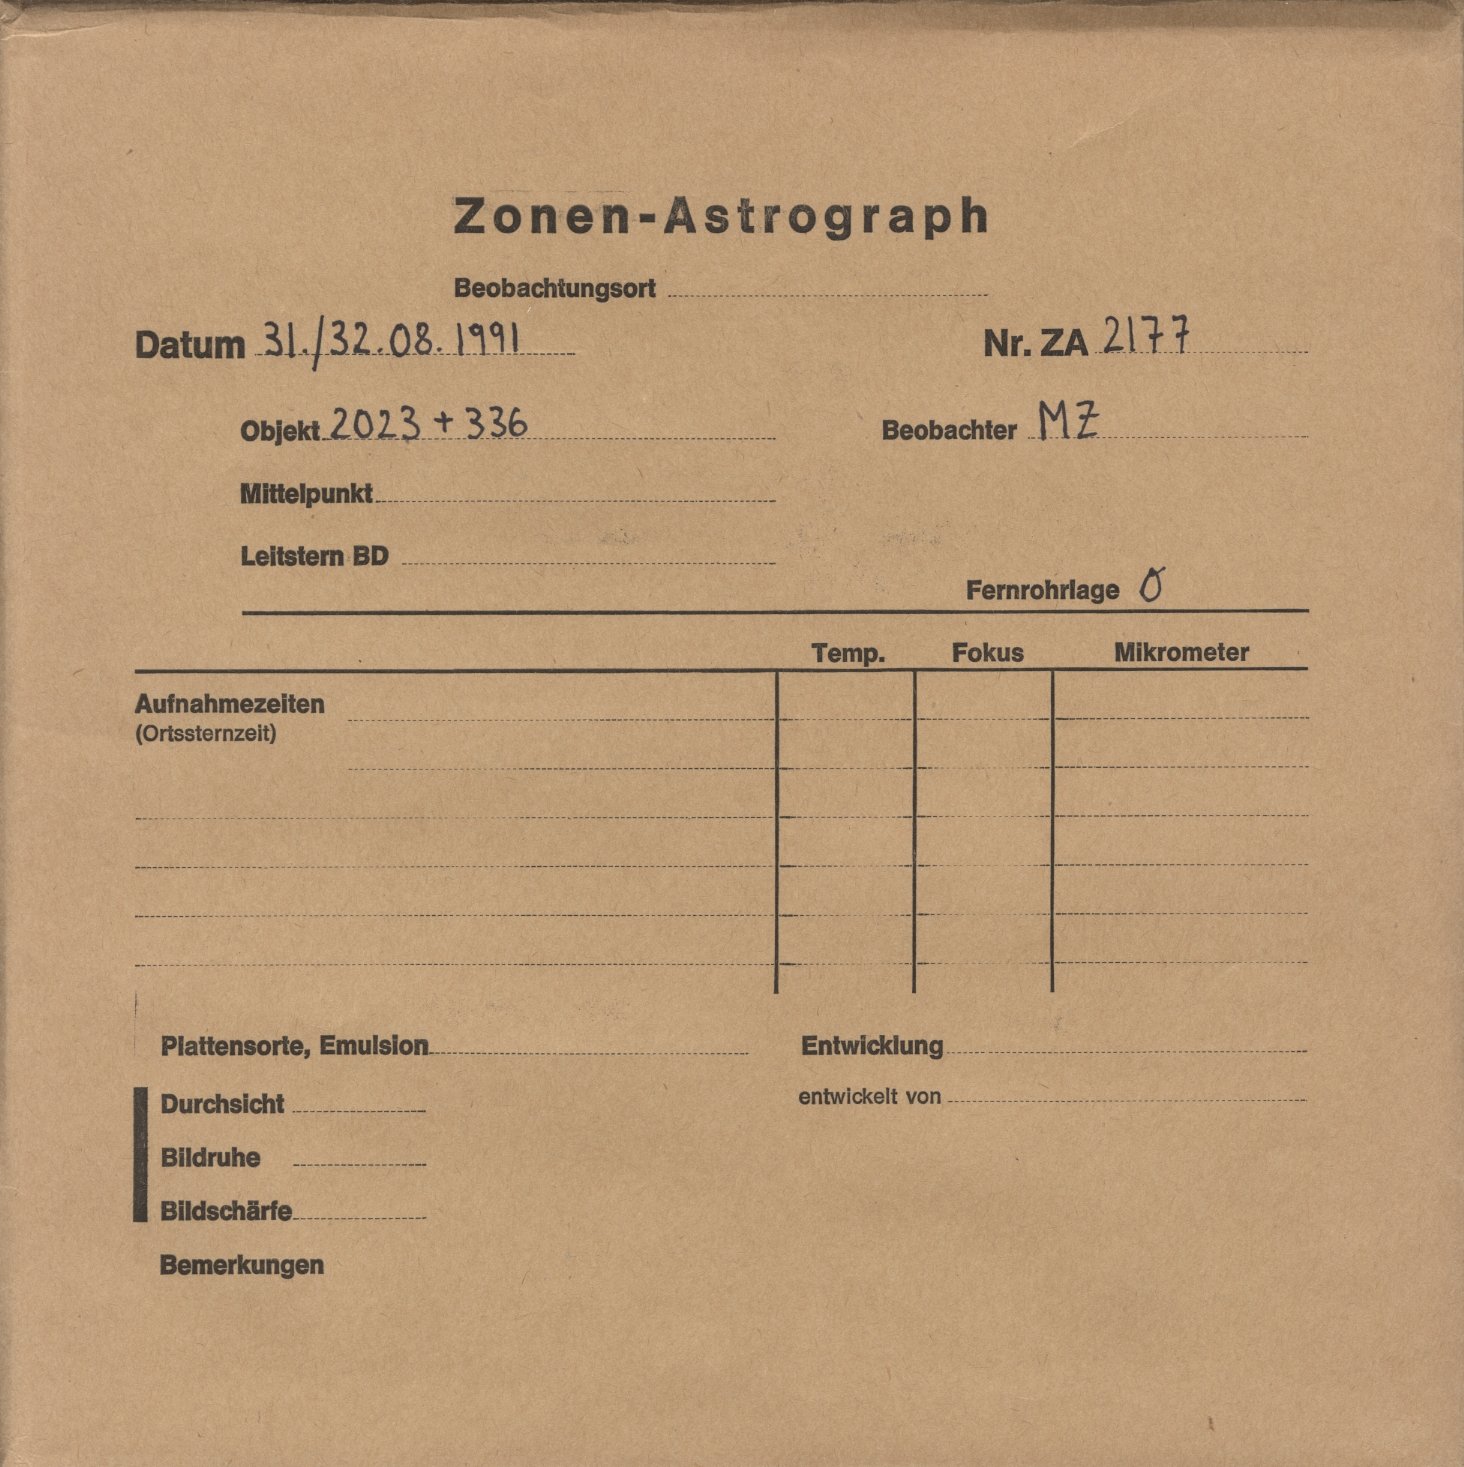 Zonen-Astrograph
Beobachtungsort
Datum 31./32.08.1991
Nr. ZA 2177
Objekt 2023 + 336
Beobachter MZ
Mittelpunkt
Leitstern BD
Fernrohrlage O
Temp. Fokus Mikrometer
Aufnahmezeiten
(Ortssternzeit)
Plattensorte, Emulsion
Entwicklung
Durchsicht
entwickelt von
Bildruhe
Bildschärfe
Bemerkungen